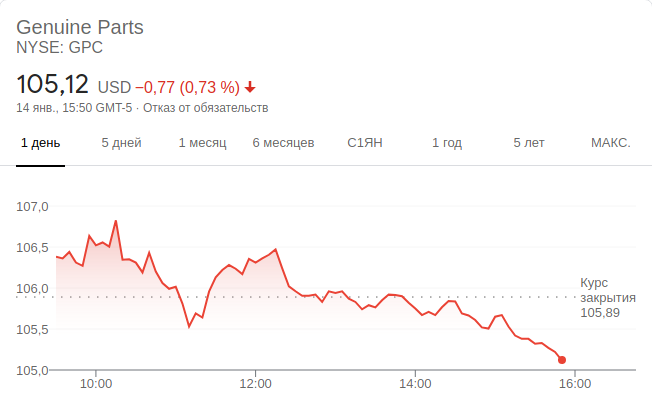 Genuine Parts
NYSE: GPC
105,12 USD −0,77 (0,73 %)
14 янв., 15:50 GMT-5 · Отказ от обязательств
1 день 5 дней 1 месяц 6 месяцев С1ЯН 1 год 5 лет МАКС.
107,0
106,5
106,0
105,5
105,0
Курс
закрытия
105,89
10:00 12:00 14:00 16:00